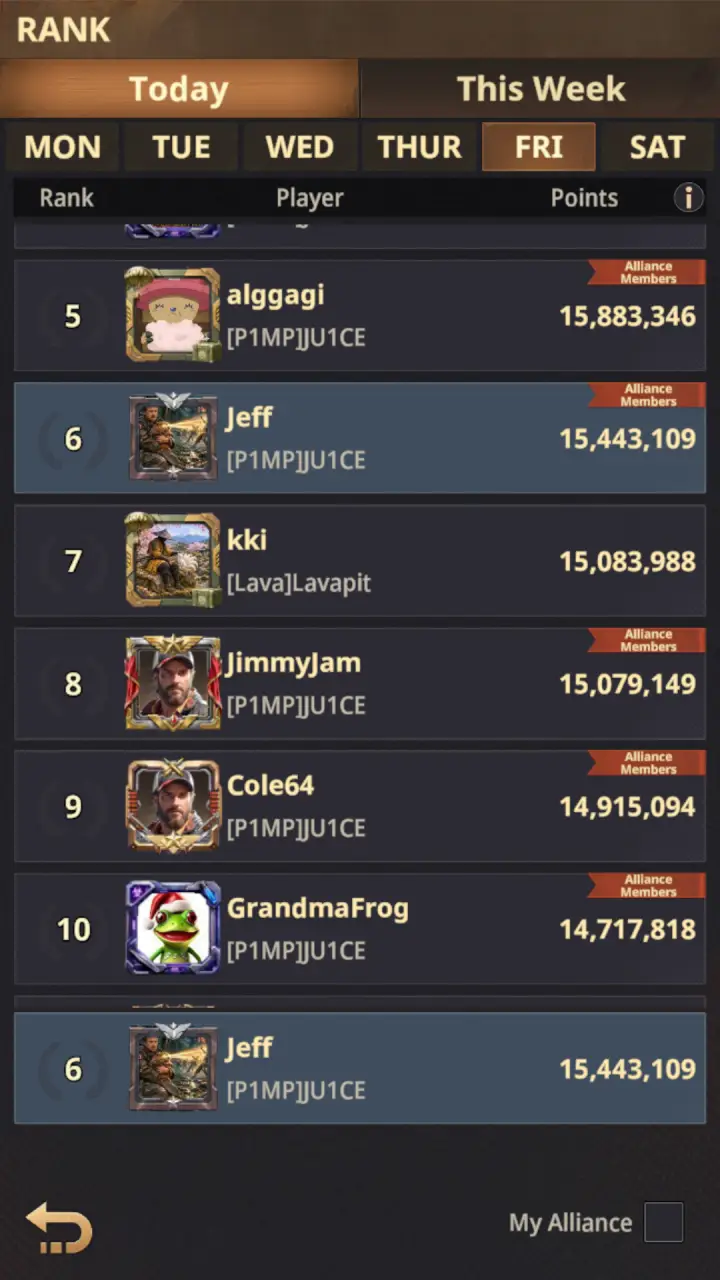 RANK
Today
This Week
MON
TUE
WED
THUR
FRI
SAT
Rank
Player
Points
i
Alliance
Members
5
alggagi
[P1MP]JU1CE
15,883,346
Alliance
Members
6
Jeff
[P1MP]JU1CE
15,443,109
7
kki
[Lava]Lavapit
15,083,988
Alliance
Members
8
JimmyJam
[P1MP]JU1CE
15,079,149
Alliance
Members
9
Cole64
[P1MP]JU1CE
14,915,094
Alliance
Members
10
GrandmaFrog
[P1MP]JU1CE
14,717,818
6
Jeff
[P1MP]JU1CE
15,443,109
My Alliance